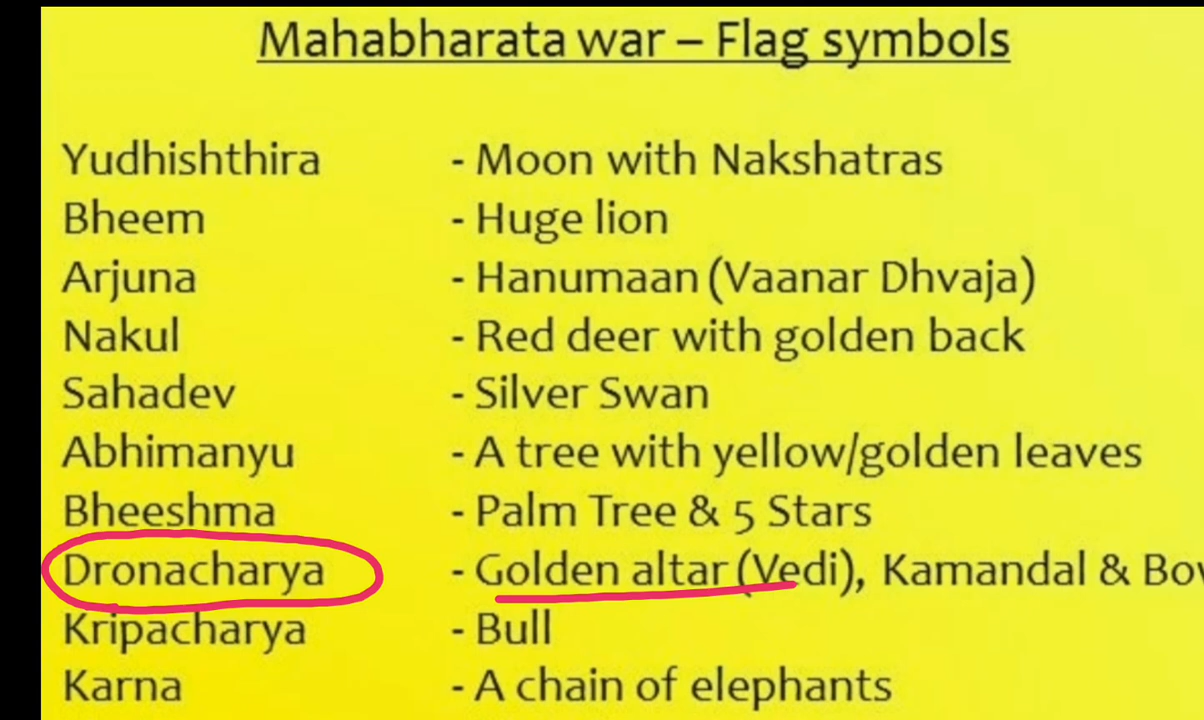 Mahabharata war – Flag symbols
Yudhishthira - Moon with Nakshatras
Bheem - Huge lion
Arjuna - Hanumaan (Vaanar Dhvaja)
Nakul - Red deer with golden back
Sahadev - Silver Swan
Abhimanyu - A tree with yellow/golden leaves
Bheeshma - Palm Tree & 5 Stars
Dronacharya - Golden altar (Vedi), Kamandal &
Kripacharya - Bull
Karna - A chain of elephants